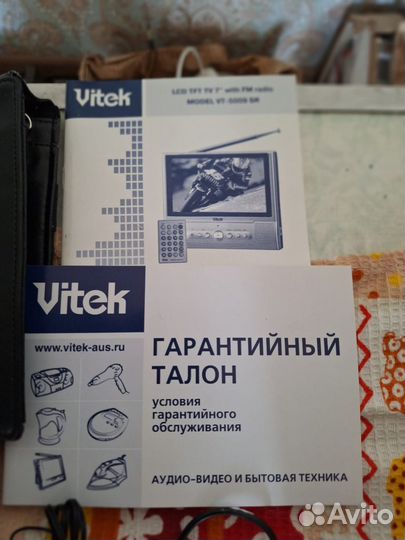 Vitek
LCD TFT TV 7" with FM radio
MODEL VT-5009 SR
Vitek
www.vitek-aus.ru
ГАРАНТИЙНЫЙ
ТАЛОН
условия
гарантийного
обслуживания
АУДИО-ВИДЕО И БЫТОВАЯ ТЕХНИКА
Avito